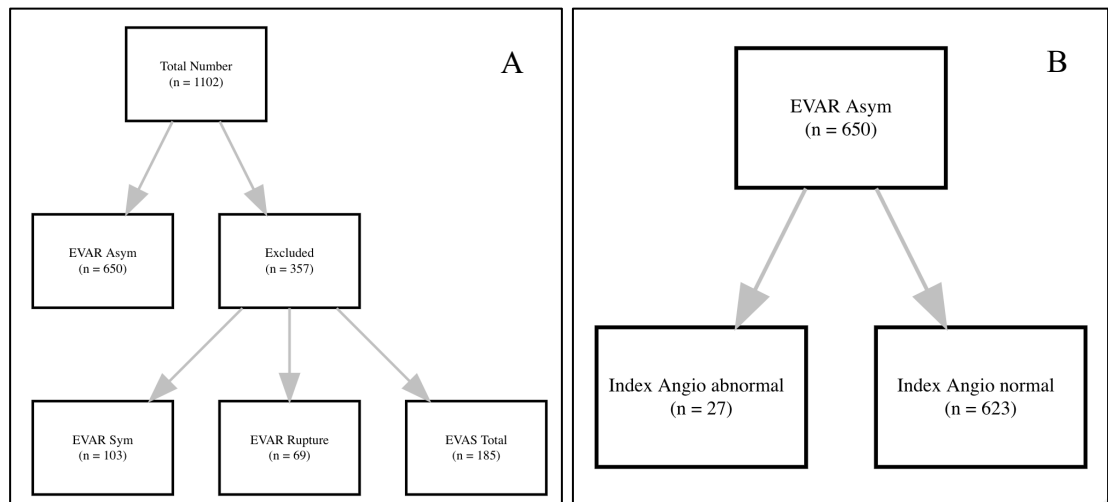 A
Total Number
(n = 1102)
EVAR Asym
(n = 650)
Excluded
(n = 357)
EVAR Sym
(n = 103)
EVAR Rupture
(n = 69)
EVAS Total
(n = 185)
B
EVAR Asym
(n = 650)
Index Angio abnormal
(n = 27)
Index Angio normal
(n = 623)